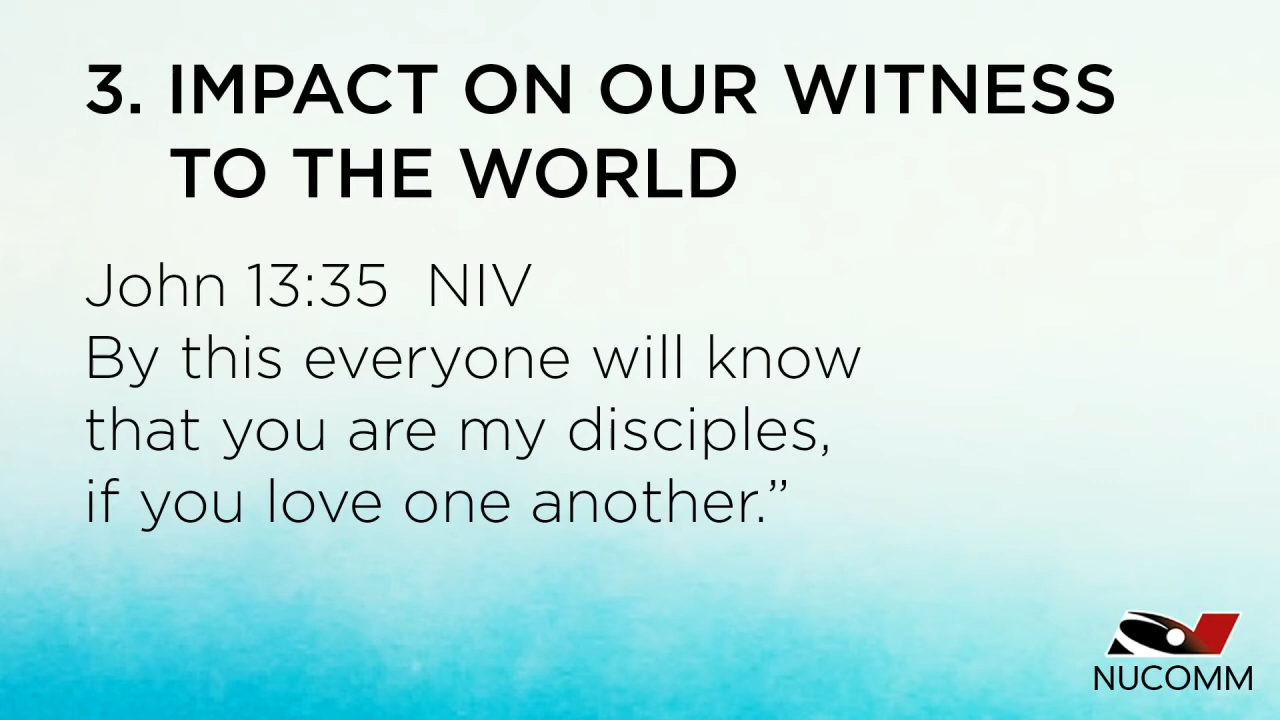 3. IMPACT ON OUR WITNESS
TO THE WORLD
John 13:35  NIV
By this everyone will know
that you are my disciples,
if you love one another.”
NUCOMM